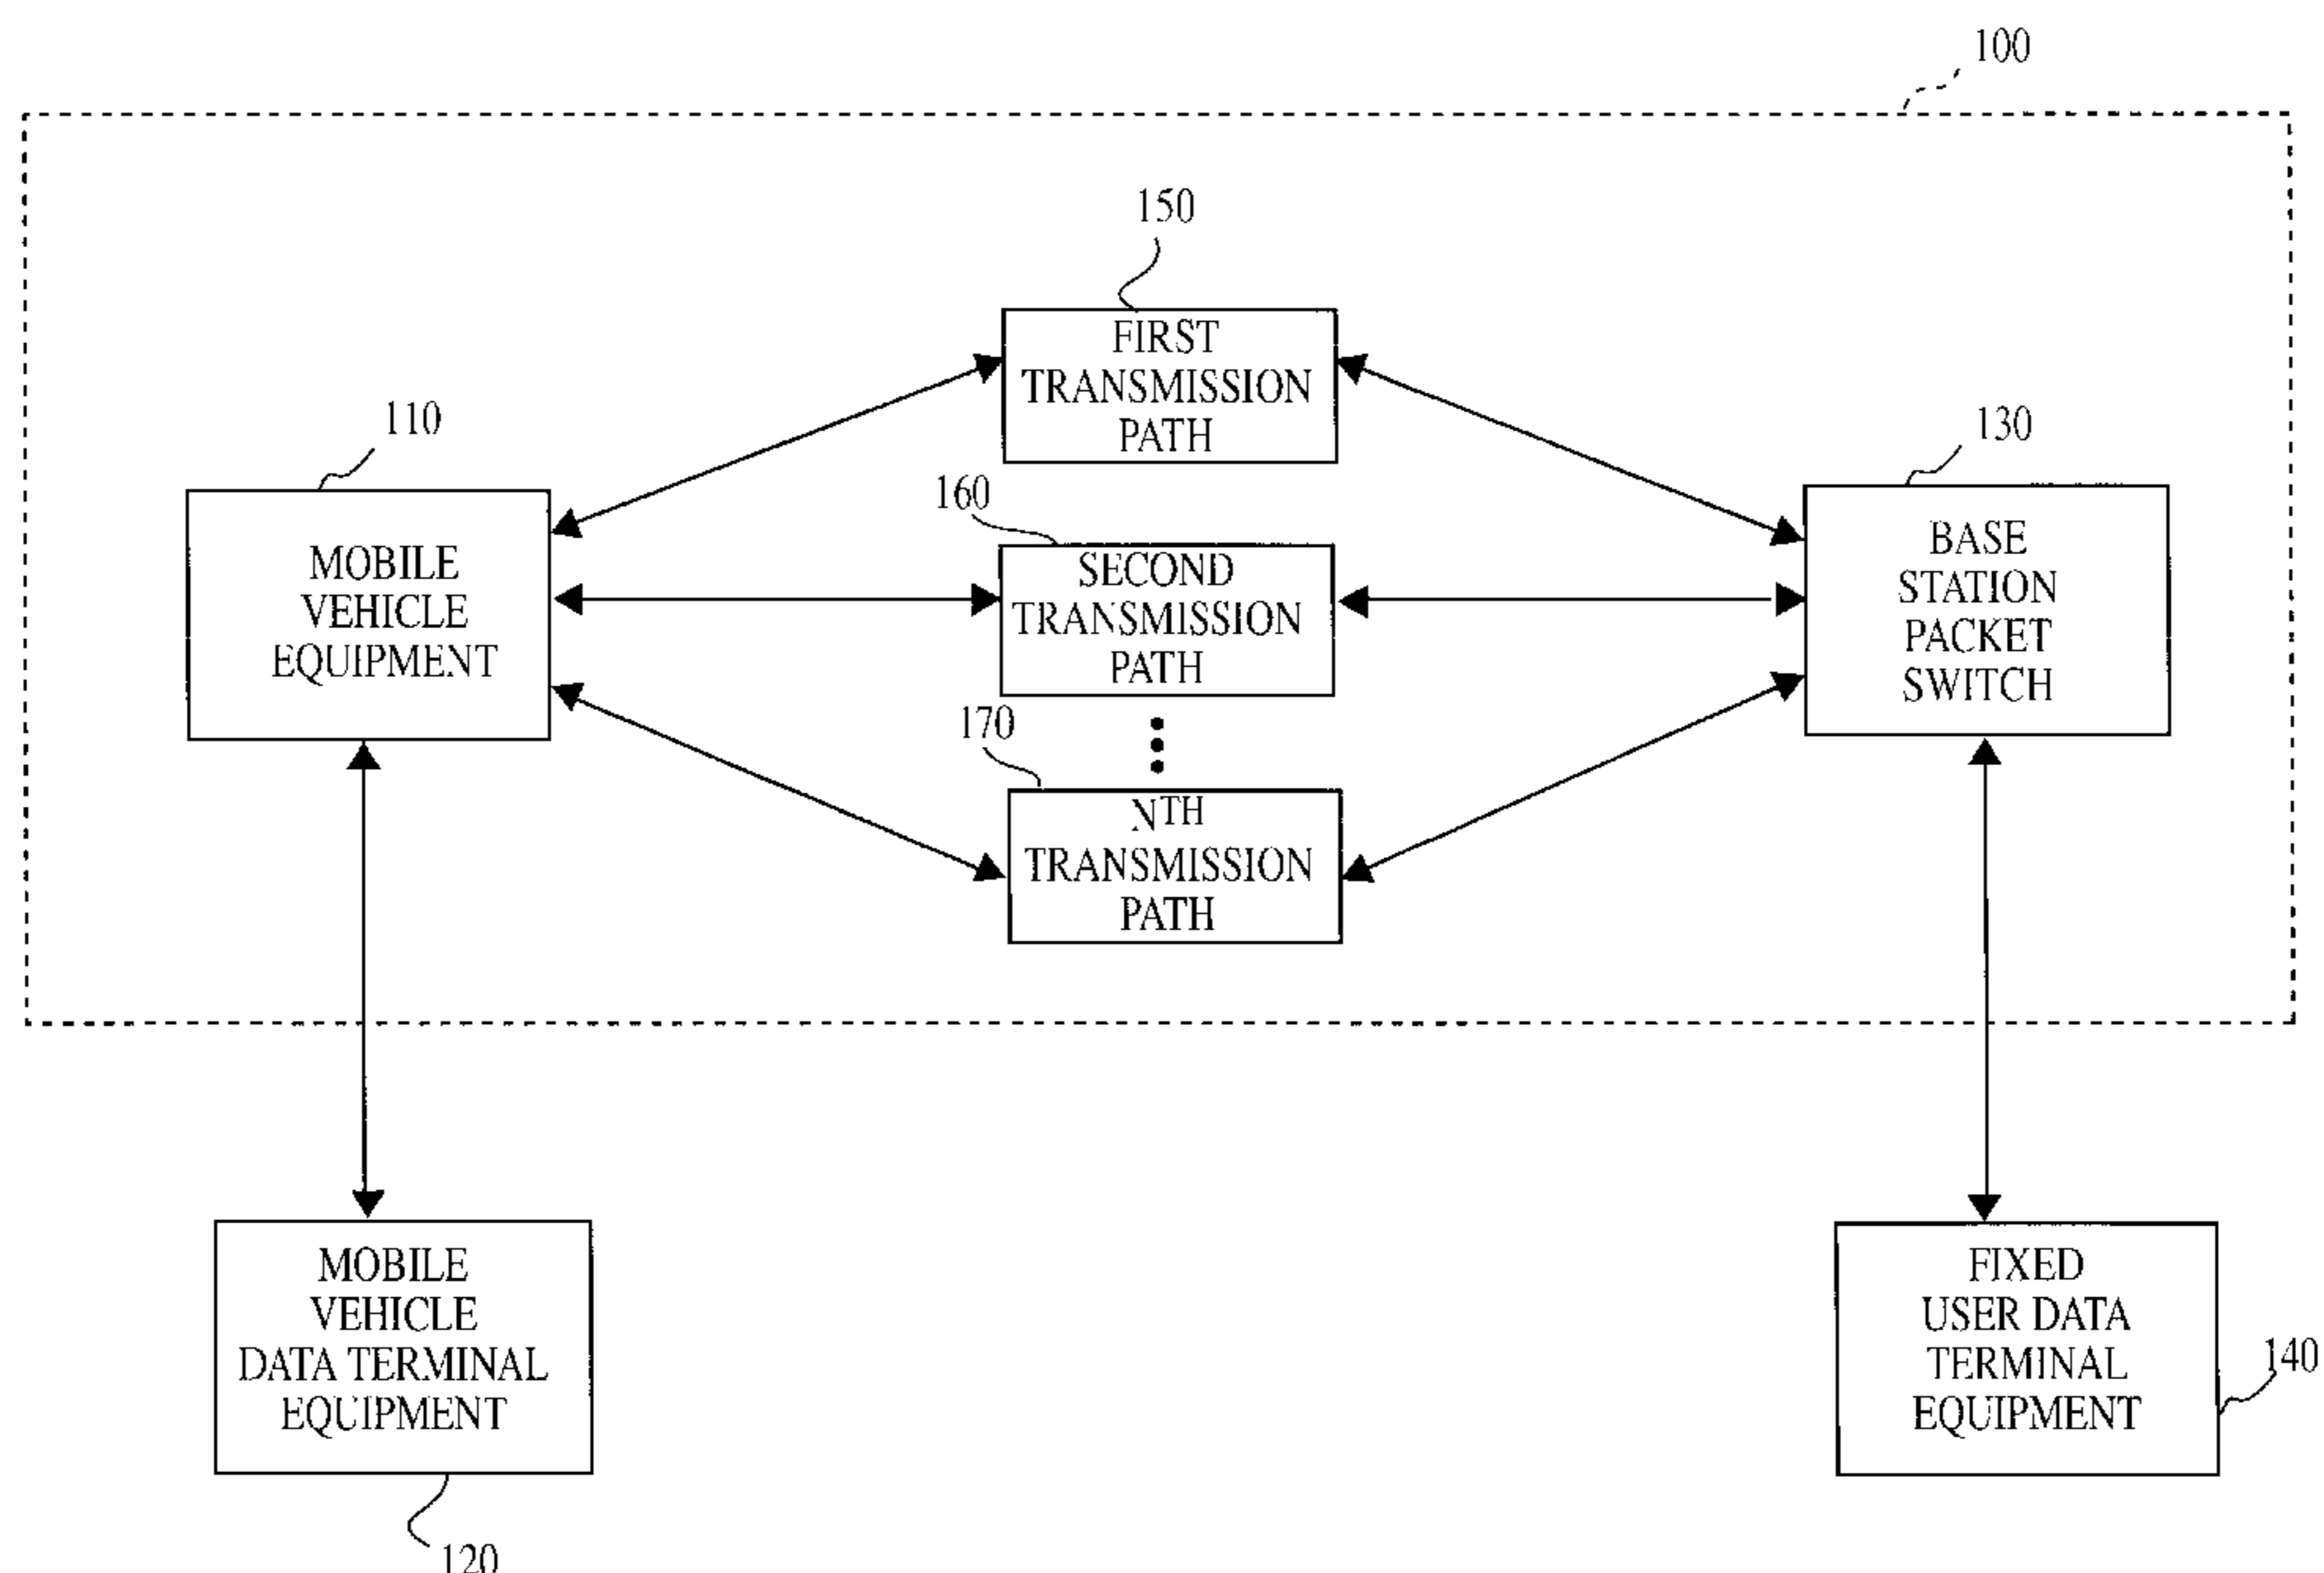 100
150
FIRST
TRANSMISSION
PATH
110
130
160
MOBILE
VEHICLE
EQUIPMENT
SECOND
TRANSMISSION
PATH
BASE
STATION
PACKET
SWITCH
170
NTH
TRANSMISSION
PATH
MOBILE
VEHICLE
DATA TERMINAL
EQUIPMENT
FIXED
USER DATA
TERMINAL
EQUIPMENT
140
120